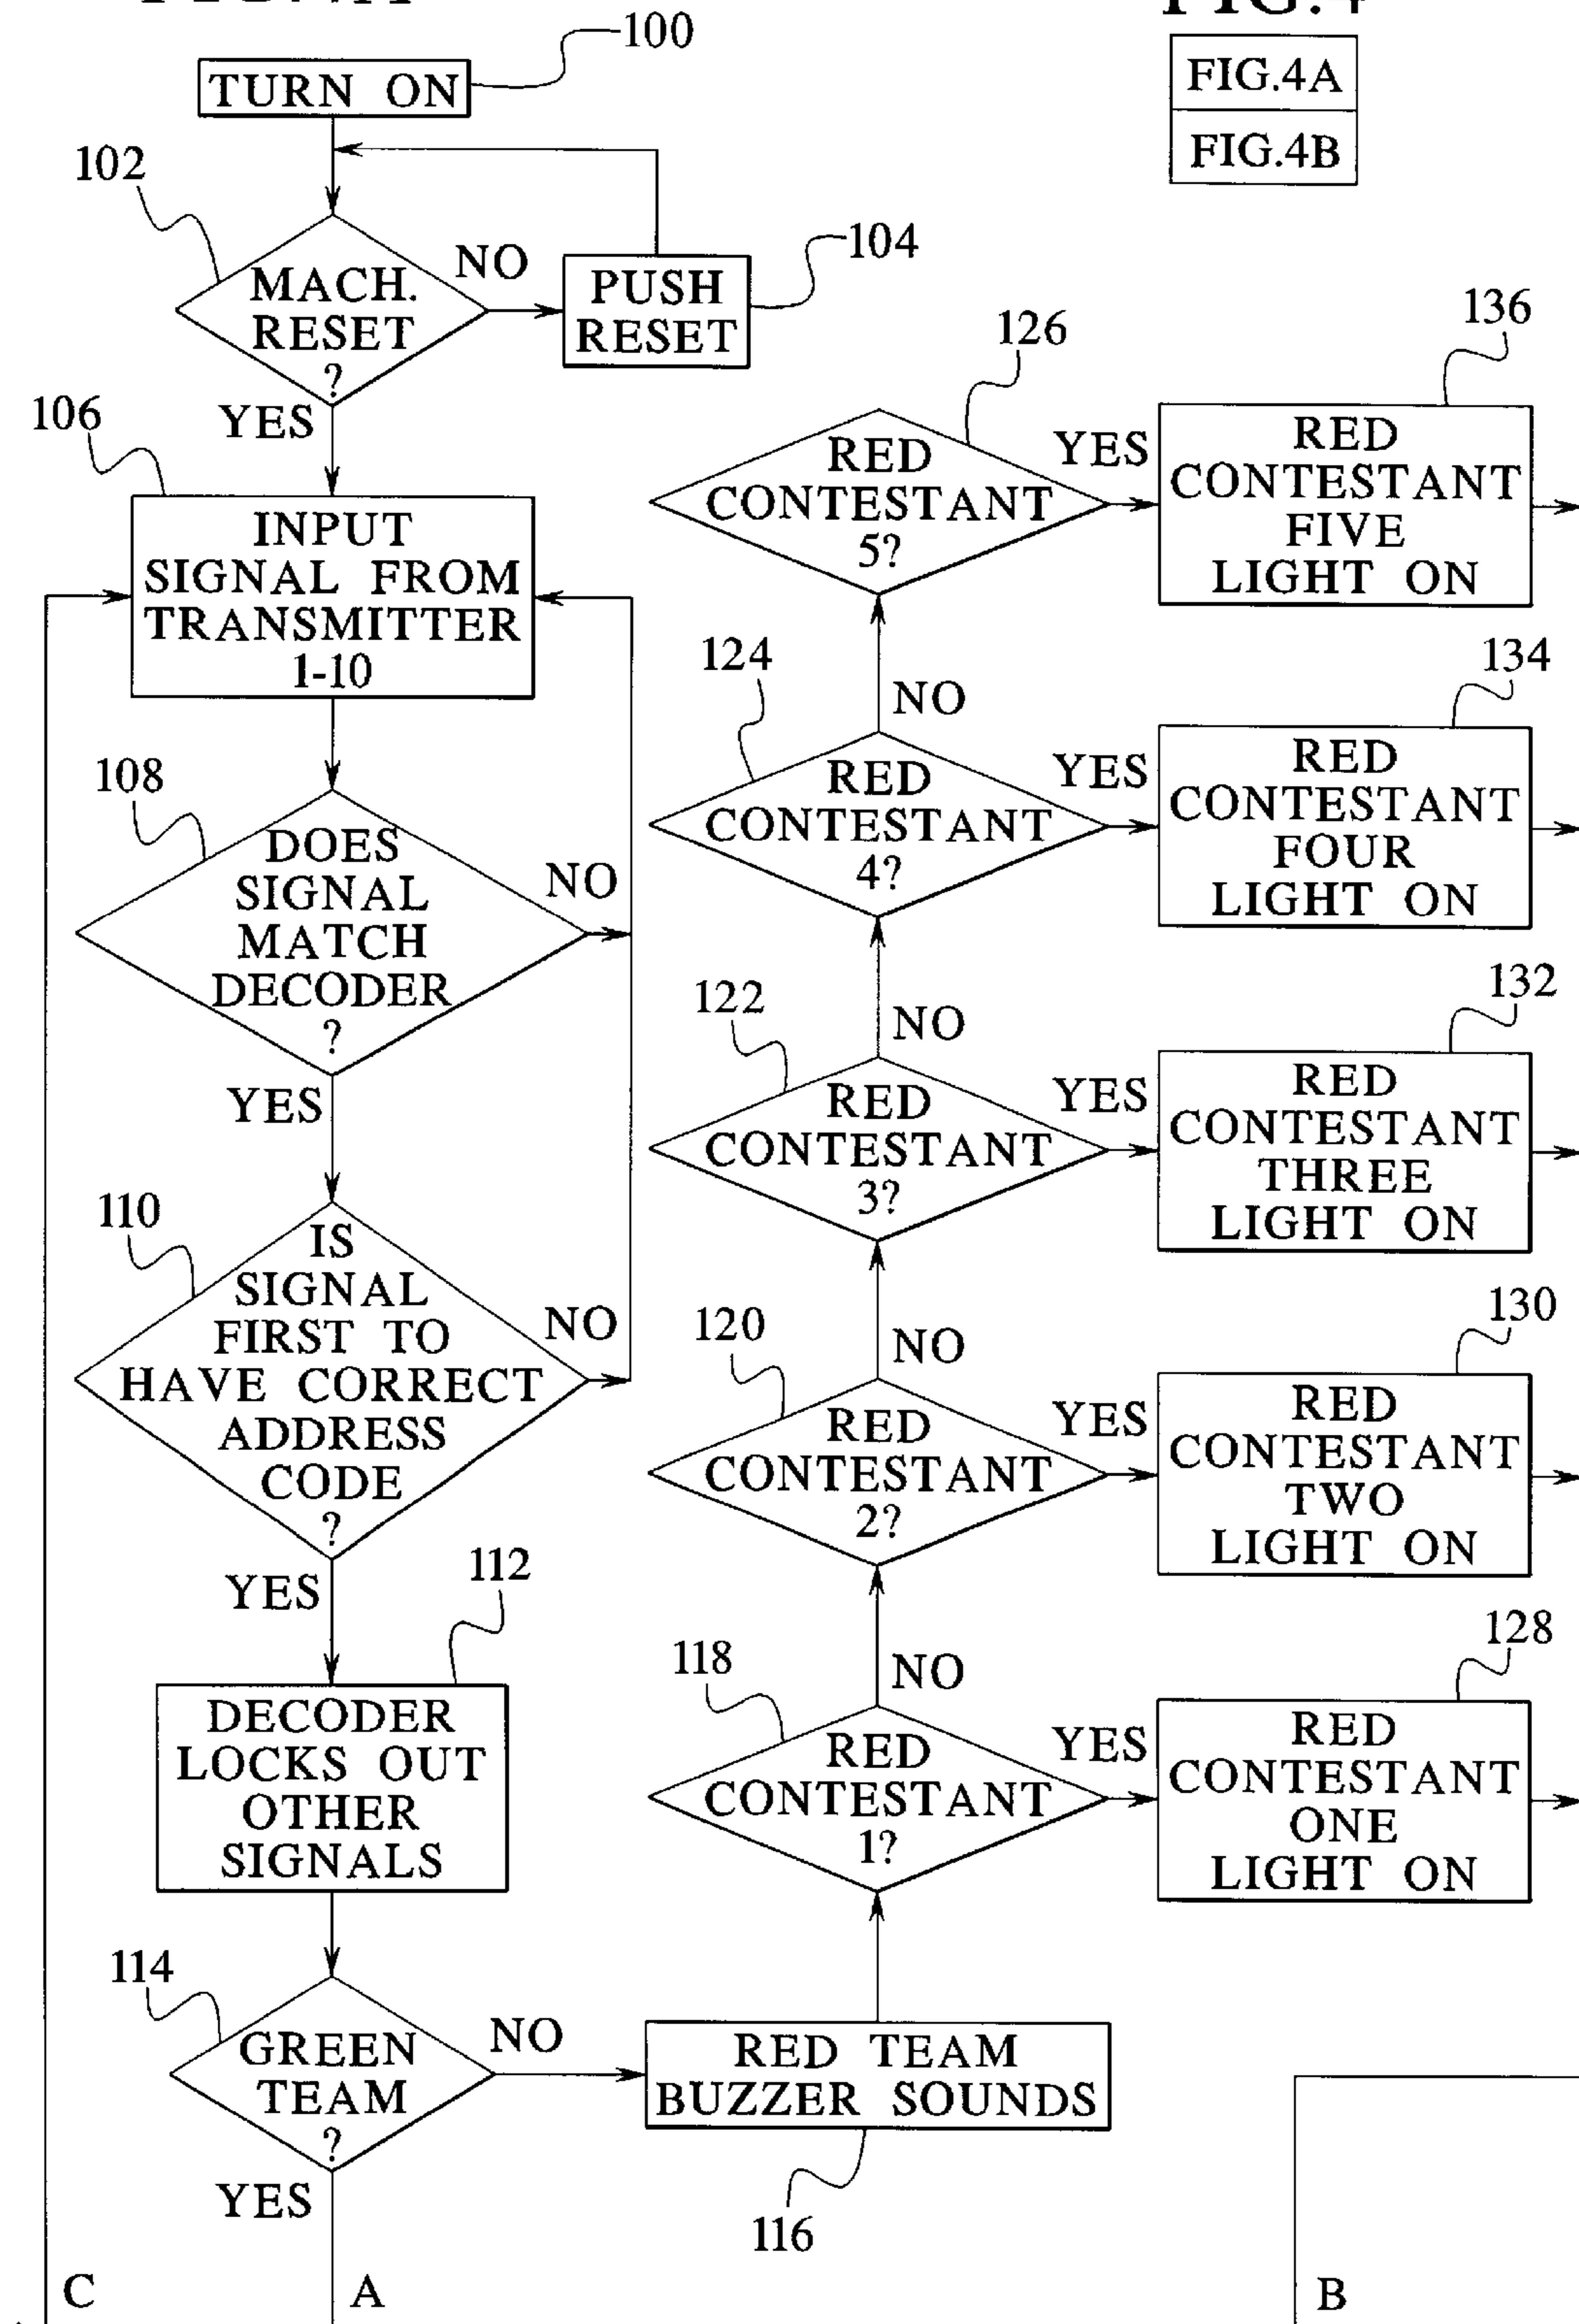 FIG.4
FIG.4A
FIG.4B
100
TURN ON
102
MACH.
RESET
?
NO
104
PUSH
RESET
YES
106
INPUT
SIGNAL FROM
TRANSMITTER
1-10
108
DOES
SIGNAL
MATCH
DECODER
?
NO
YES
110
IS
SIGNAL
FIRST TO
HAVE CORRECT
ADDRESS
CODE
?
NO
YES
112
DECODER
LOCKS OUT
OTHER
SIGNALS
114
GREEN
TEAM
?
NO
YES
C
A
RED TEAM
BUZZER SOUNDS
116
126
RED
CONTESTANT
5?
YES
136
RED
CONTESTANT
FIVE
LIGHT ON
NO
124
RED
CONTESTANT
4?
YES
134
RED
CONTESTANT
FOUR
LIGHT ON
NO
122
RED
CONTESTANT
3?
YES
132
RED
CONTESTANT
THREE
LIGHT ON
NO
120
RED
CONTESTANT
2?
YES
130
RED
CONTESTANT
TWO
LIGHT ON
NO
118
RED
CONTESTANT
1?
YES
128
RED
CONTESTANT
ONE
LIGHT ON
B